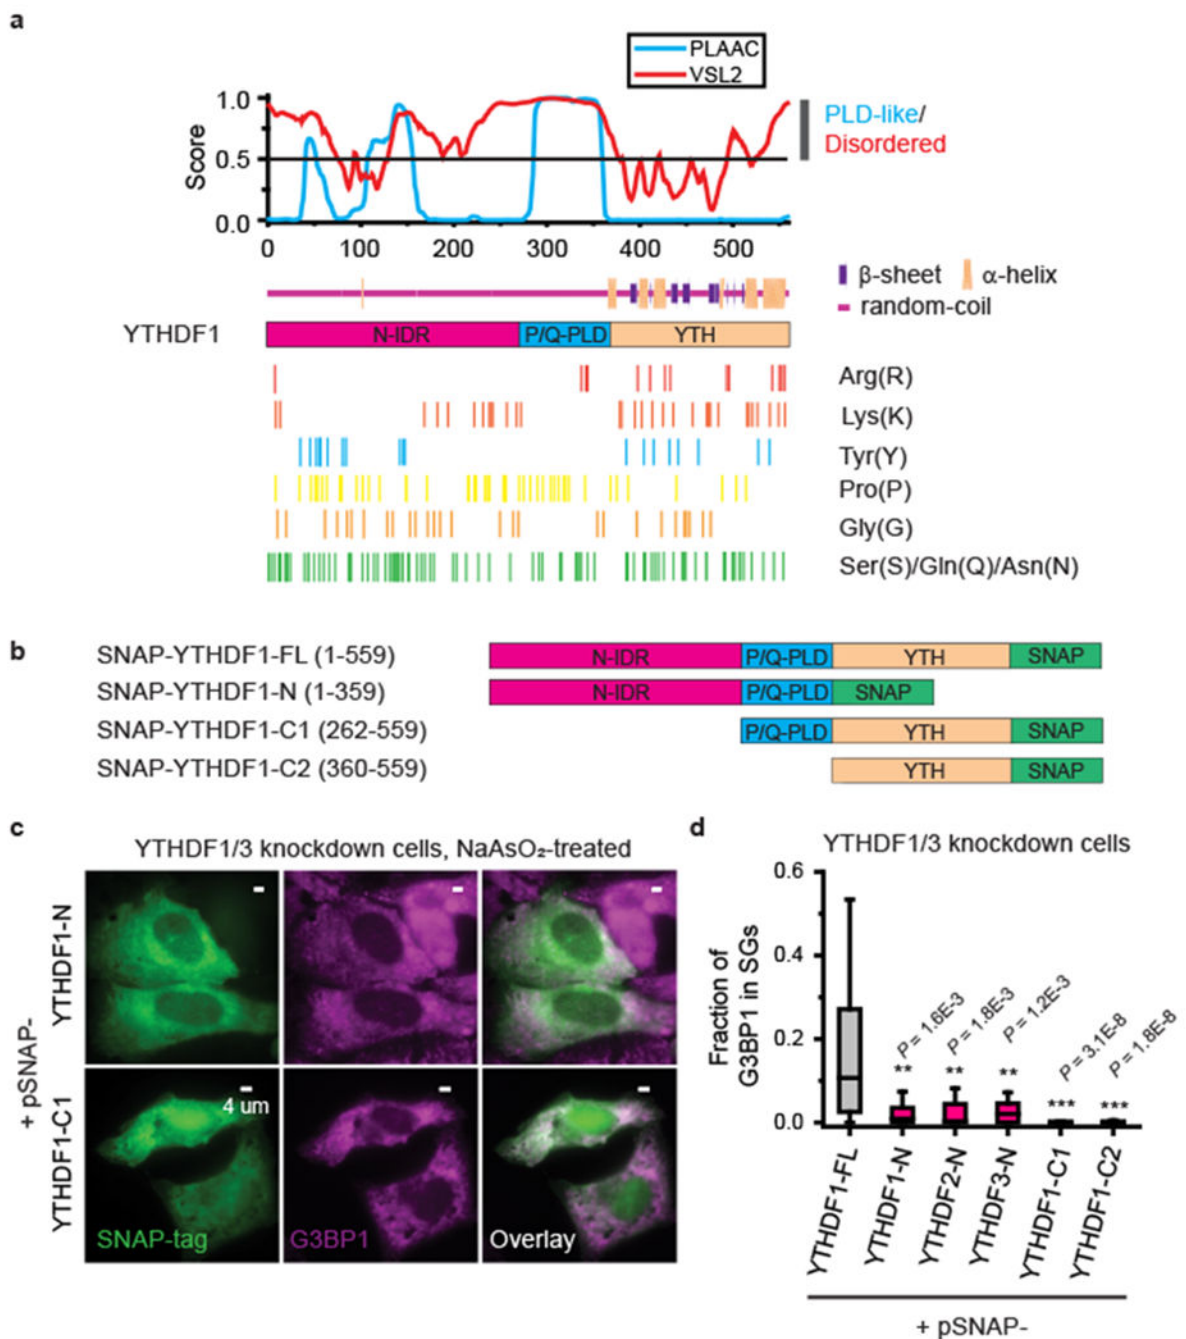 a
PLAAC
VSL2
1.0
0.5
0.0
Score
PLD-like/
Disordered
0 100 200 300 400 500
β-sheet α-helix
random-coil
YTHDF1 N-IDR P/Q-PLD YTH
Arg(R)
Lys(K)
Tyr(Y)
Pro(P)
Gly(G)
Ser(S)/Gln(Q)/Asn(N)
b
SNAP-YTHDF1-FL (1-559) N-IDR P/Q-PLD YTH SNAP
SNAP-YTHDF1-N (1-359) N-IDR P/Q-PLD SNAP
SNAP-YTHDF1-C1 (262-559) P/Q-PLD YTH SNAP
SNAP-YTHDF1-C2 (360-559) YTH SNAP
c
YTHDF1/3 knockdown cells, NaAsO₂-treated
+ pSNAP-
YTHDF1-N
YTHDF1-C1
4 um
SNAP-tag G3BP1 Overlay
d
YTHDF1/3 knockdown cells
Fraction of
G3BP1 in SGs
0.6
0.4
0.2
0.0
P = 1.6E-3
P = 1.8E-3
P = 1.2E-3
P = 3.1E-8
P = 1.8E-8
** ** ** *** ***
YTHDF1-FL
YTHDF1-N
YTHDF2-N
YTHDF3-N
YTHDF1-C1
YTHDF1-C2
+ pSNAP-